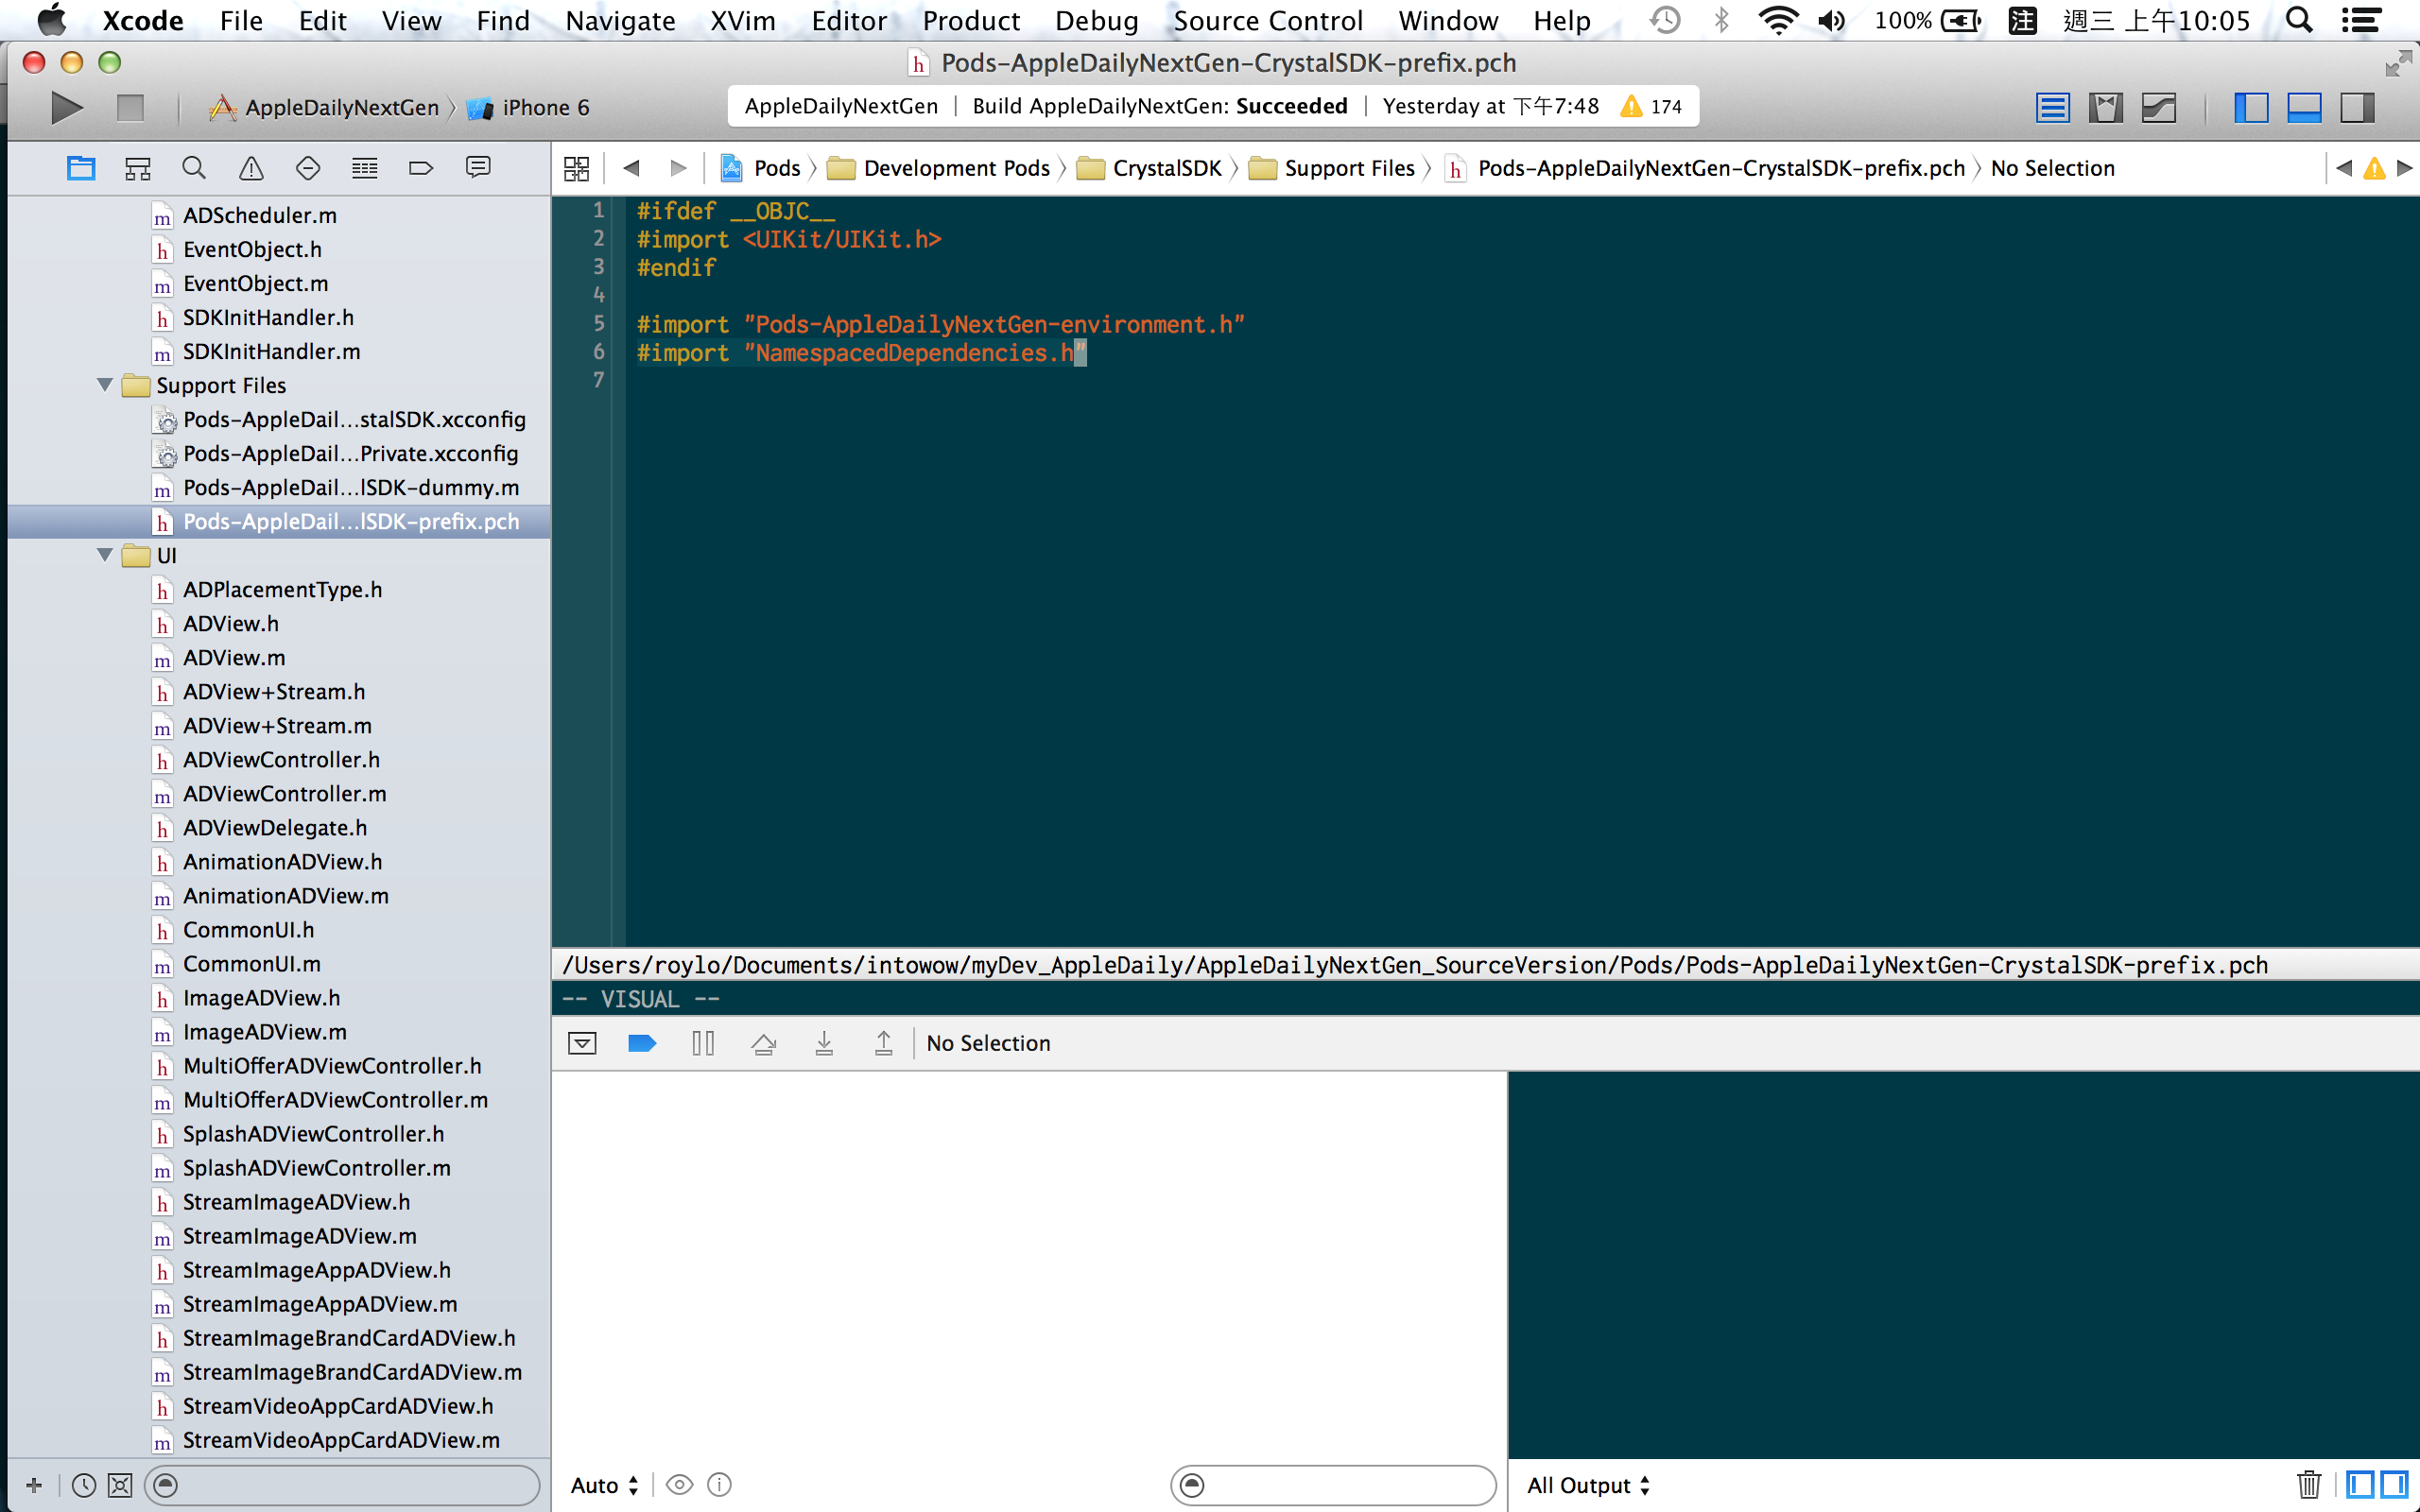 Xcode File Edit View Find Navigate XVim Editor Product Debug Source Control Window Help 100% 注 週三 上午10:05
Pods-AppleDailyNextGen-CrystalSDK-prefix.pch
AppleDailyNextGen iPhone 6
AppleDailyNextGen | Build AppleDailyNextGen: Succeeded | Yesterday at 下午7:48 174
Pods Development Pods CrystalSDK Support Files Pods-AppleDailyNextGen-CrystalSDK-prefix.pch No Selection
ADScheduler.m
EventObject.h
EventObject.m
SDKInitHandler.h
SDKInitHandler.m
Support Files
Pods-AppleDail...stalSDK.xcconfig
Pods-AppleDail...Private.xcconfig
Pods-AppleDail...lSDK-dummy.m
Pods-AppleDail...lSDK-prefix.pch
UI
ADPlacementType.h
ADView.h
ADView.m
ADView+Stream.h
ADView+Stream.m
ADViewController.h
ADViewController.m
ADViewDelegate.h
AnimationADView.h
AnimationADView.m
CommonUI.h
CommonUI.m
ImageADView.h
ImageADView.m
MultiOfferADViewController.h
MultiOfferADViewController.m
SplashADViewController.h
SplashADViewController.m
StreamImageADView.h
StreamImageADView.m
StreamImageAppADView.h
StreamImageAppADView.m
StreamImageBrandCardADView.h
StreamImageBrandCardADView.m
StreamVideoAppCardADView.h
StreamVideoAppCardADView.m
1 #ifdef __OBJC__
2 #import <UIKit/UIKit.h>
3 #endif
4
5 #import "Pods-AppleDailyNextGen-environment.h"
6 #import "NamespacedDependencies.h"
7
/Users/roylo/Documents/intowow/myDev_AppleDaily/AppleDailyNextGen_SourceVersion/Pods/Pods-AppleDailyNextGen-CrystalSDK-prefix.pch
-- VISUAL --
No Selection
Auto
All Output